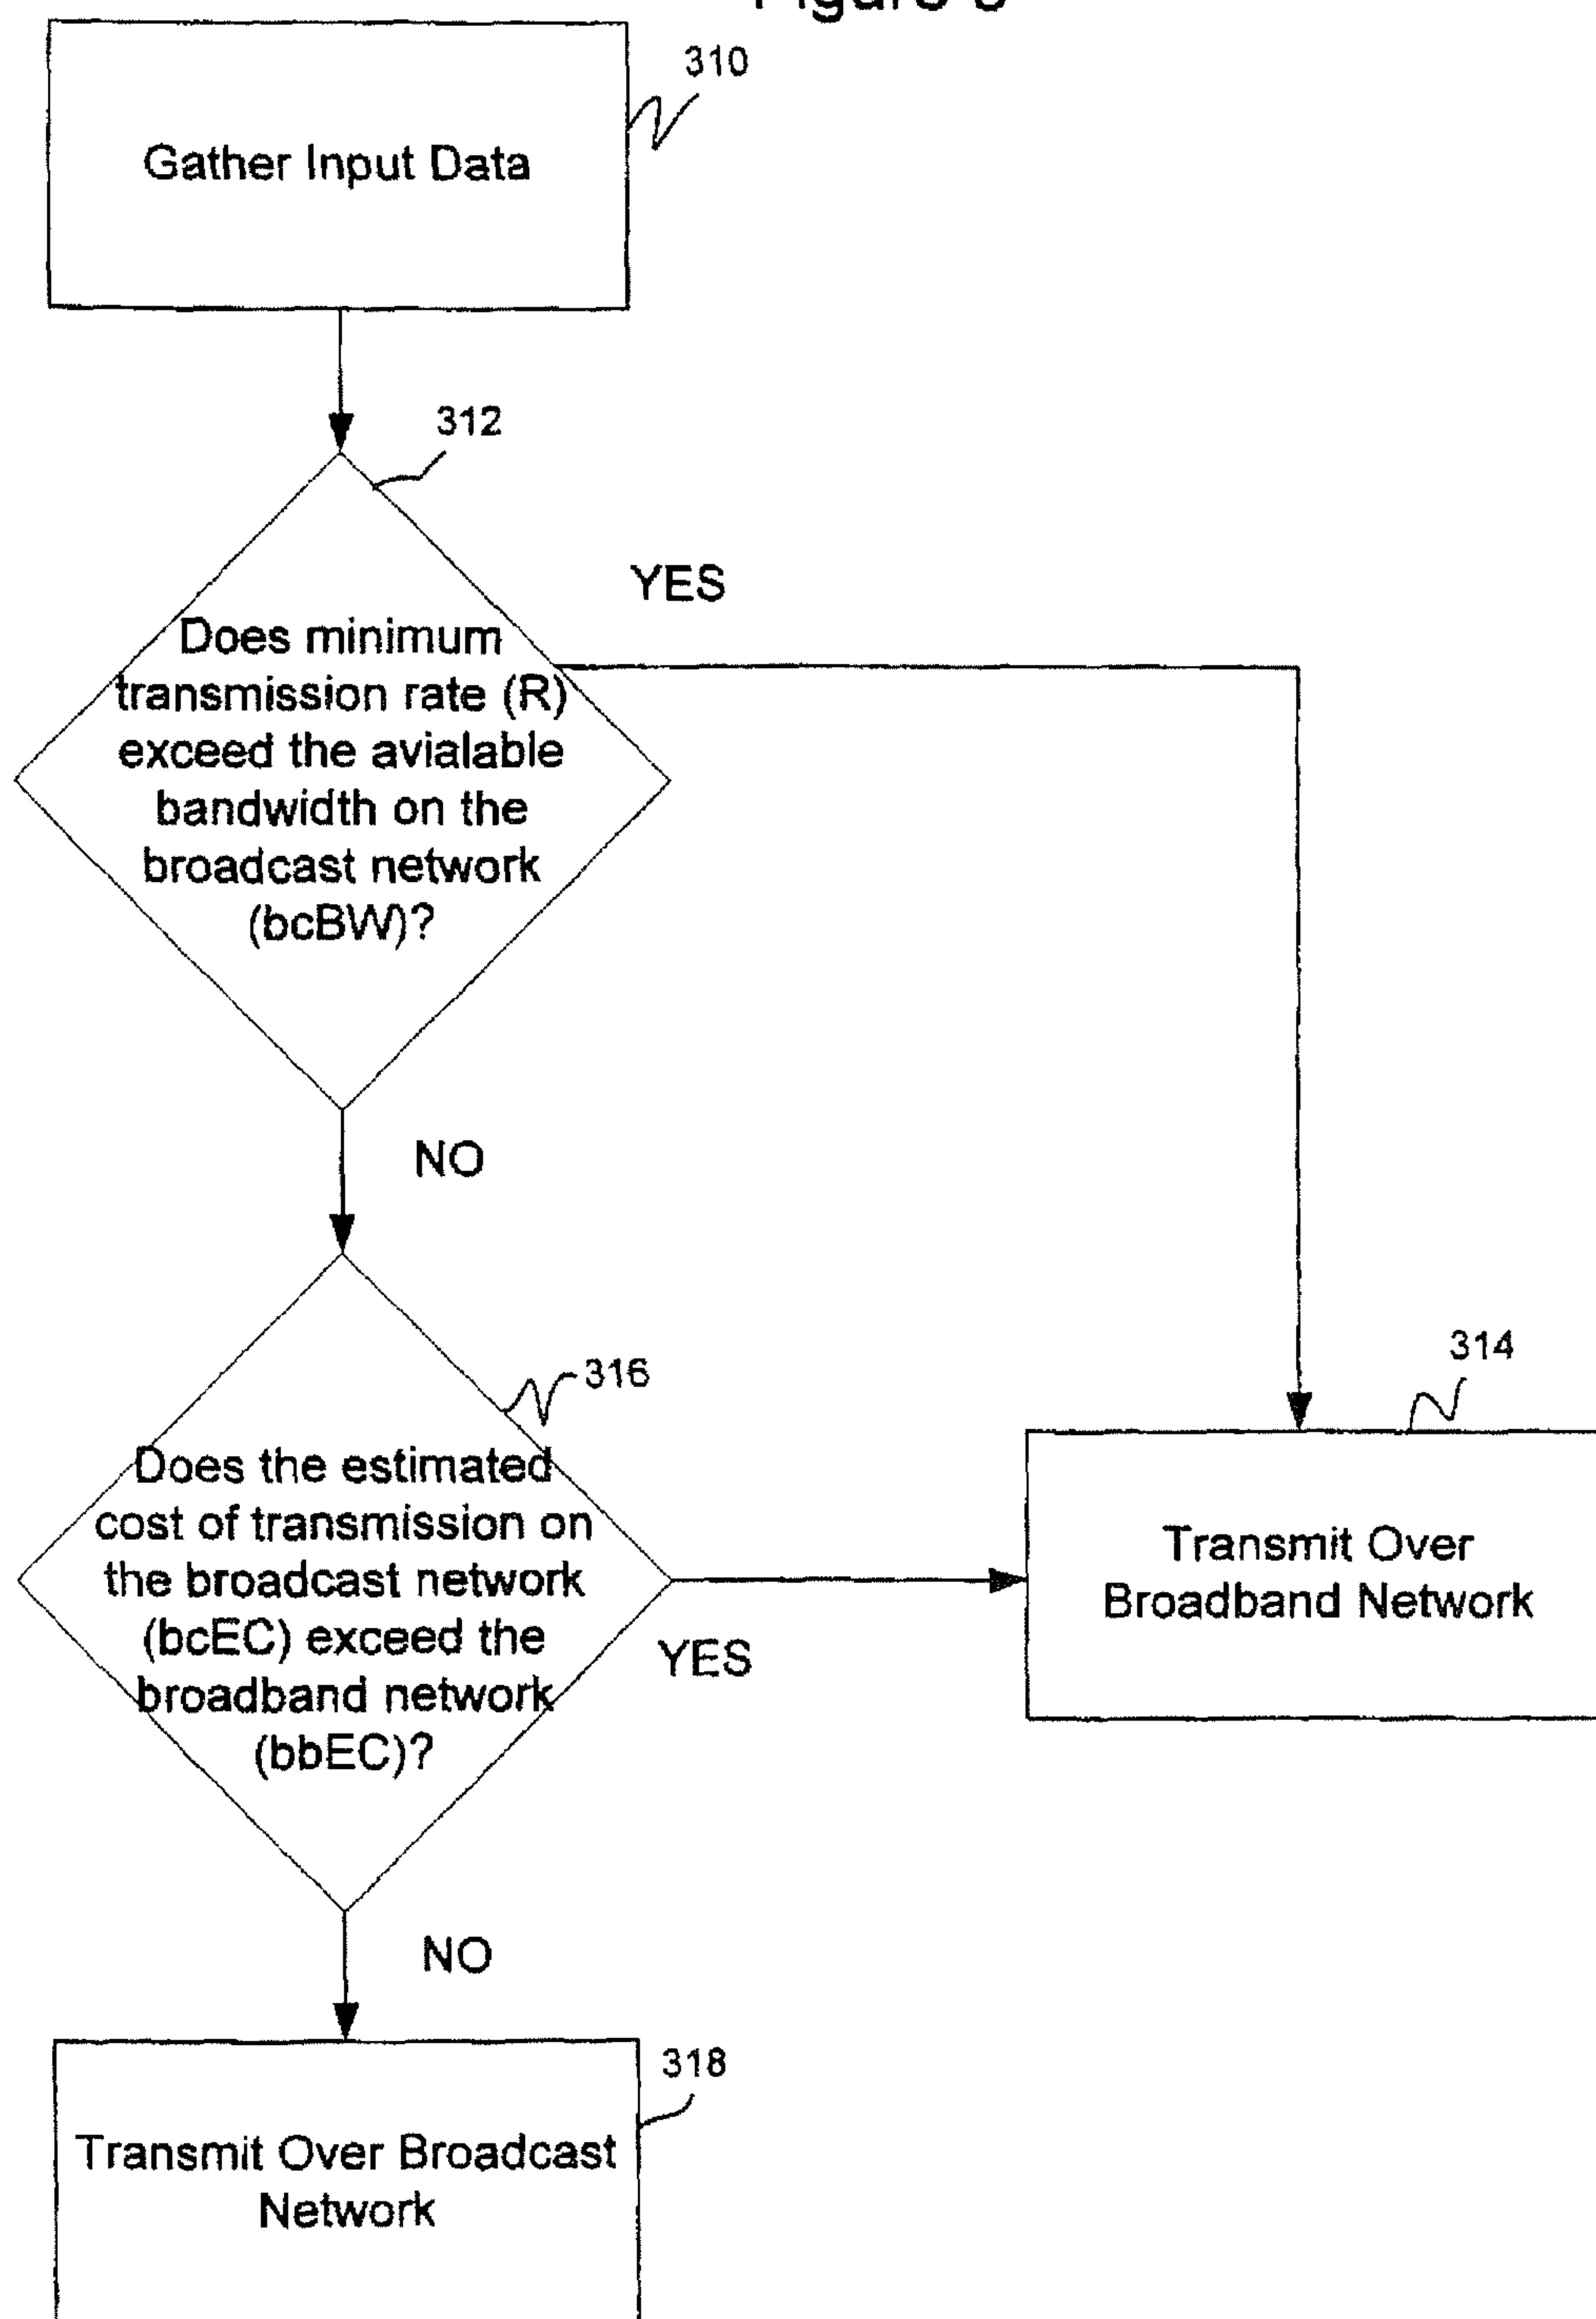 310
Gather Input Data
312
YES
Does minimum
transmission rate (R)
exceed the avialable
bandwidth on the
broadcast network
(bcBW)?
NO
316
314
Does the estimated
cost of transmission on
the broadcast network
(bcEC) exceed the
broadband network
(bbEC)?
YES
Transmit Over
Broadband Network
NO
318
Transmit Over Broadcast
Network